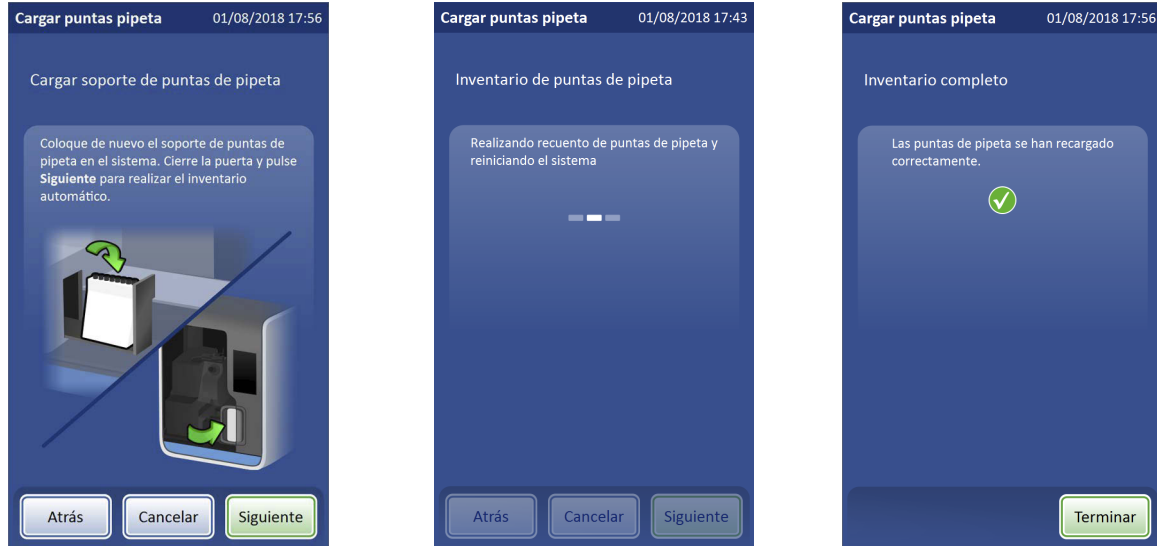 Cargar puntas pipeta 01/08/2018 17:56
Cargar soporte de puntas de pipeta
Coloque de nuevo el soporte de puntas de
pipeta en el sistema. Cierre la puerta y pulse
Siguiente para realizar el inventario
automático.
Atrás Cancelar Siguiente
Cargar puntas pipeta 01/08/2018 17:43
Inventario de puntas de pipeta
Realizando recuento de puntas de pipeta y
reiniciando el sistema
Atrás Cancelar Siguiente
Cargar puntas pipeta 01/08/2018 17:56
Inventario completo
Las puntas de pipeta se han recargado
correctamente.
Terminar